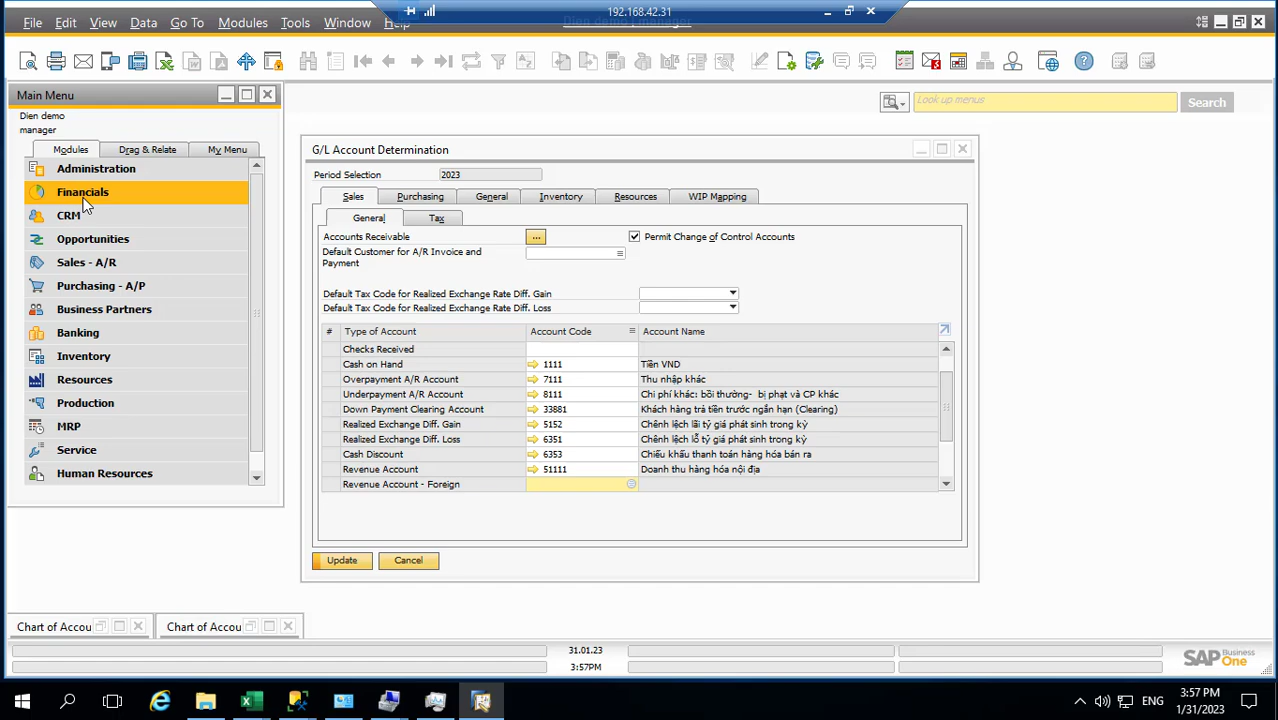 192.168.42.31
File Edit View Data Go To Modules Tools Window Help
Dien demo | manager
Main Menu
Dien demo
manager
Modules Drag & Relate My Menu
Administration
Financials
CRM
Opportunities
Sales - A/R
Purchasing - A/P
Business Partners
Banking
Inventory
Resources
Production
MRP
Service
Human Resources
Look up menus Search
G/L Account Determination
Period Selection 2023
Sales Purchasing General Inventory Resources WIP Mapping
General Tax
Accounts Receivable ... Permit Change of Control Accounts
Default Customer for A/R Invoice and
Payment
Default Tax Code for Realized Exchange Rate Diff. Gain
Default Tax Code for Realized Exchange Rate Diff. Loss
# Type of Account Account Code Account Name
Checks Received
Cash on Hand 1111 Tiền VND
Overpayment A/R Account 7111 Thu nhập khác
Underpayment A/R Account 8111 Chi phí khác: bồi thường- bị phạt và CP khác
Down Payment Clearing Account 33881 Khách hàng trả tiền trước ngắn hạn (Clearing)
Realized Exchange Diff. Gain 5152 Chênh lệch lãi tỷ giá phát sinh trong kỳ
Realized Exchange Diff. Loss 6351 Chênh lệch lỗ tỷ giá phát sinh trong kỳ
Cash Discount 6353 Chiếu khấu thanh toán hàng hóa bán ra
Revenue Account 51111 Doanh thu hàng hóa nội địa
Revenue Account - Foreign
Update Cancel
Chart of Accou Chart of Accou
31.01.23
3:57PM
SAP Business One
ENG
3:57 PM
1/31/2023